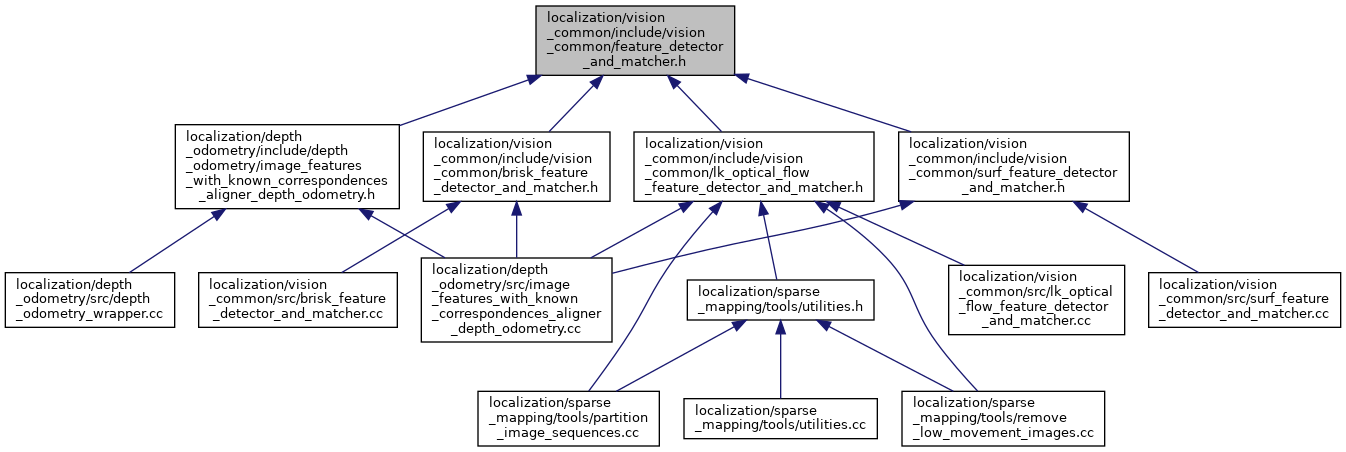 localization/vision
_common/include/vision
_common/feature_detector
_and_matcher.h
localization/depth
_odometry/include/depth
_odometry/image_features
_with_known_correspondences
_aligner_depth_odometry.h
localization/vision
_common/include/vision
_common/brisk_feature
_detector_and_matcher.h
localization/vision
_common/include/vision
_common/lk_optical_flow
_feature_detector_and_matcher.h
localization/vision
_common/include/vision
_common/surf_feature_detector
_and_matcher.h
localization/depth
_odometry/src/depth
_odometry_wrapper.cc
localization/vision
_common/src/brisk_feature
_detector_and_matcher.cc
localization/depth
_odometry/src/image
_features_with_known
_correspondences_aligner
_depth_odometry.cc
localization/sparse
_mapping/tools/utilities.h
localization/vision
_common/src/lk_optical
_flow_feature_detector
_and_matcher.cc
localization/vision
_common/src/surf_feature
_detector_and_matcher.cc
localization/sparse
_mapping/tools/partition
_image_sequences.cc
localization/sparse
_mapping/tools/utilities.cc
localization/sparse
_mapping/tools/remove
_low_movement_images.cc